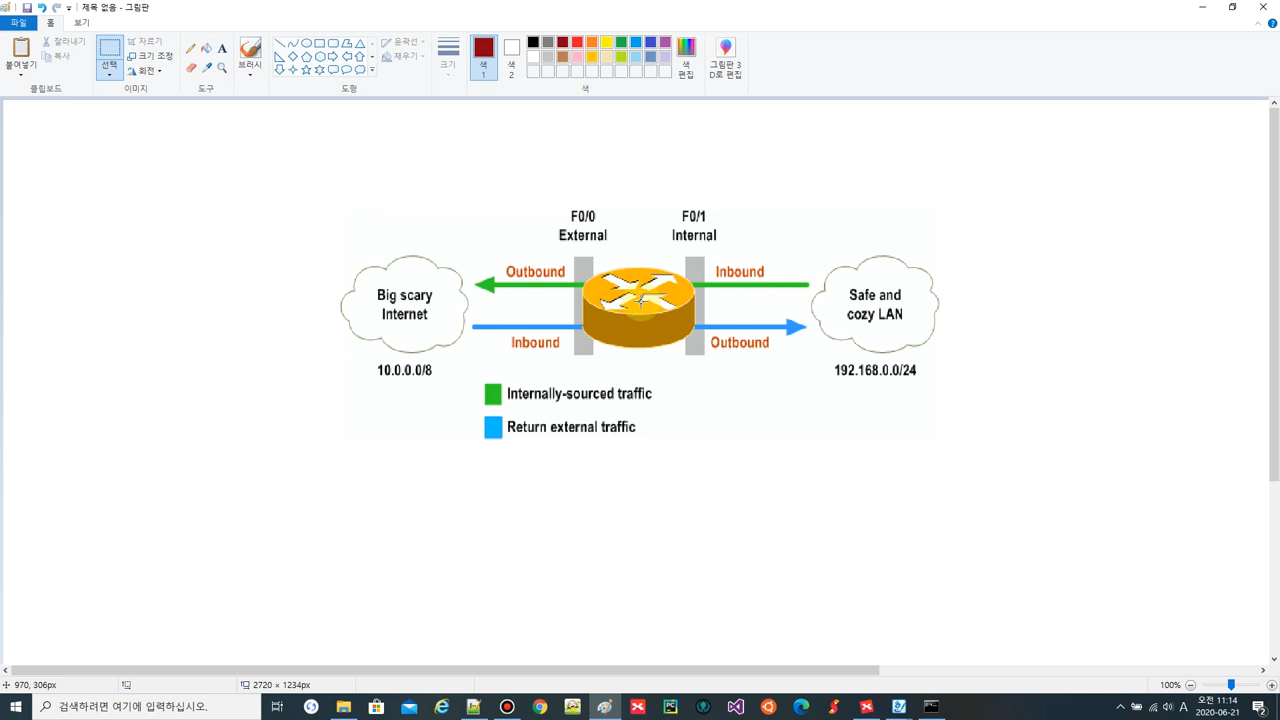 제목 없음 - 그림판
파일 홈 보기
붙여넣기
잘라내기
복사
클립보드
선택
자르기
크기 조정
회전
이미지
A
도구
브러시
윤곽선
채우기
도형
크기
색 1
색 2
색 편집
색
그림판 3D로 편집
F0/0 External
F0/1 Internal
Outbound
Inbound
Big scary Internet
Safe and cozy LAN
Inbound
Outbound
10.0.0.0/8
192.168.0.0/24
Internally-sourced traffic
Return external traffic
970, 306px
2720 × 1234px
100%
검색하려면 여기에 입력하십시오.
PC
A
오전 11:14
2020-06-21